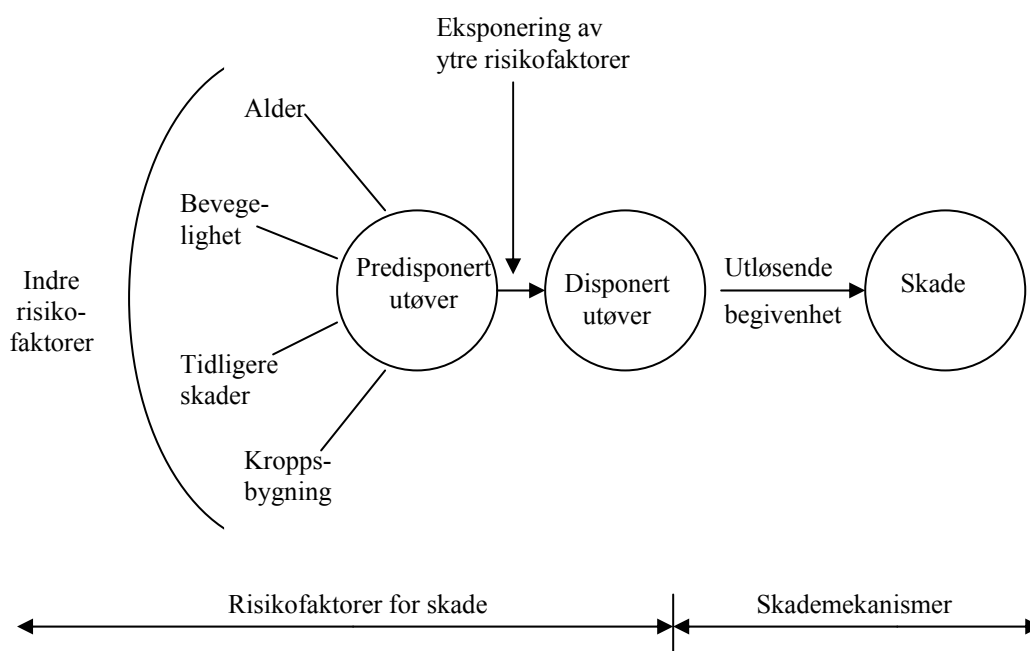 Eksponering av
ytre risikofaktorer
Alder
Bevege-
lighet
Indre
risiko-
faktorer
Predisponert
utøver
Disponert
utøver
Utløsende
begivenhet
Skade
Tidligere
skader
Kropps-
bygning
Risikofaktorer for skade
Skademekanismer